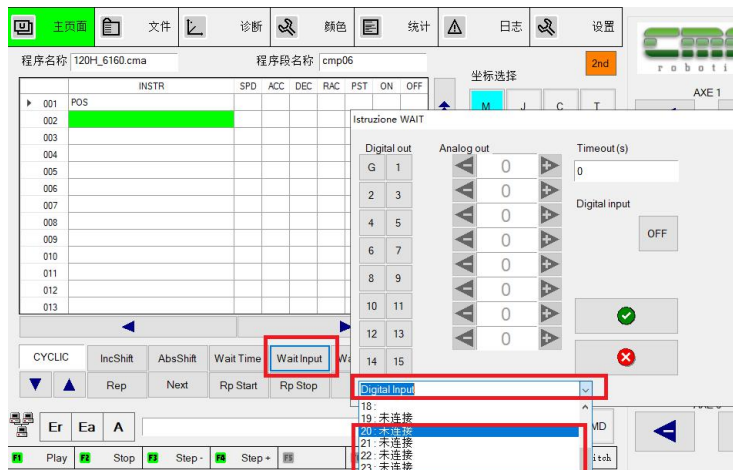 主页面 文件 诊断 颜色 统计 日志 设置
程序名称 120H_6160.cma 程序段名称 cmp06 2nd
坐标选择
roboti
INSTR SPD ACC DEC RAC PST ON OFF
AXE 1
M J C T
001 POS
002
003
004
005
006
007
008
009
010
011
012
013
Istruzione WAIT
Digital out Analog out Timeout(s)
G 1 0 0
2 3 0 Digital input
4 5 0 OFF
6 7 0
8 9 0
10 11 0
12 13 0
14 15
CYCLIC IncShift AbsShift Wait Time Wait Input Wa
Rep Next Rp Start Rp Stop
Digital Input
18 :
19 : 未连接
20 : 未连接
21 : 未连接
22 : 未连接
23 : 未连接
Er Ea A MD
F1 Play F2 Stop F3 Step - F4 Step + F5 itch